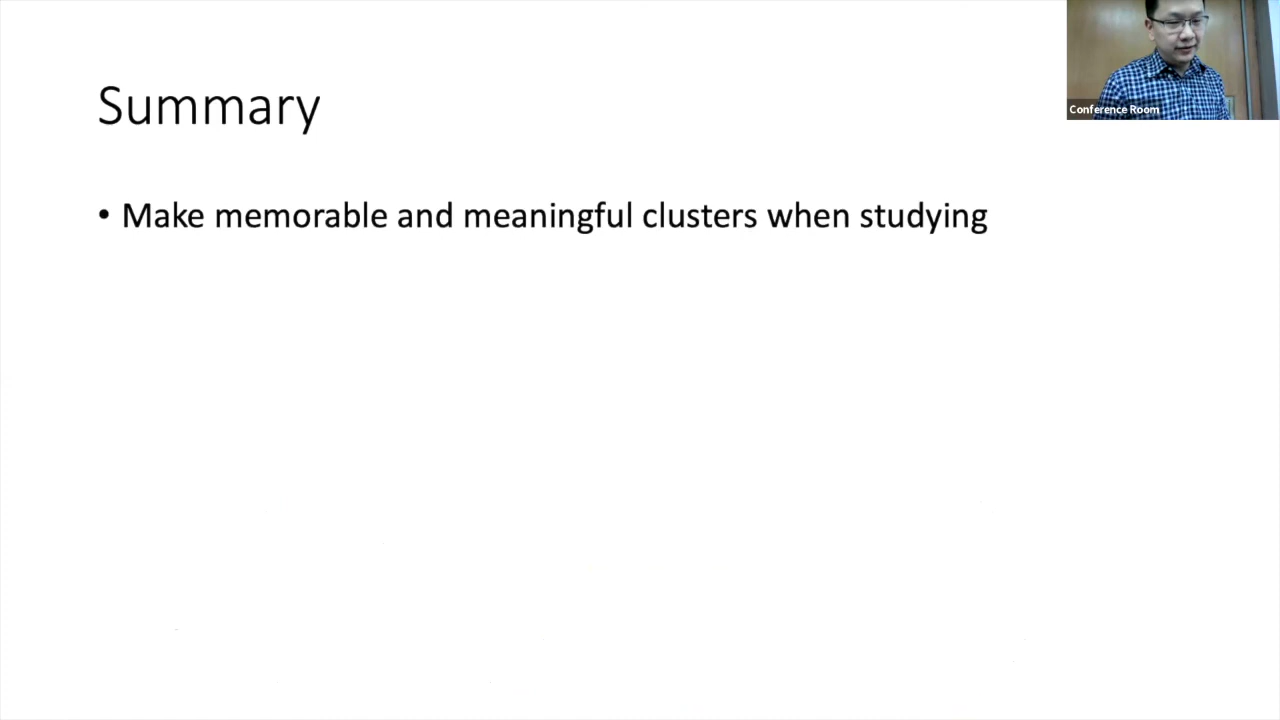 Summary
• Make memorable and meaningful clusters when studying
Conference Room